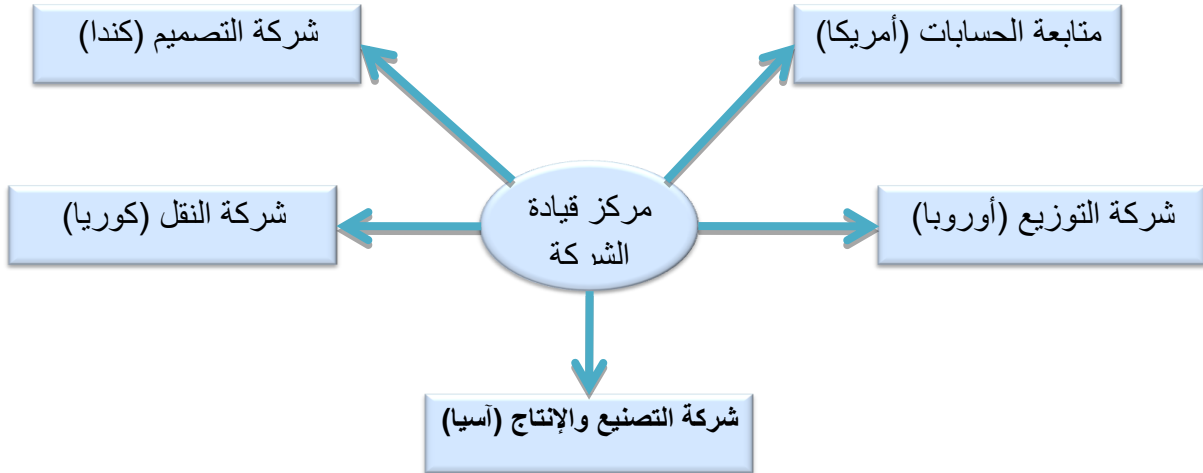 متابعة الحسابات (أمريكا)
شركة التصميم (كندا)
مركز قيادة
الشركة
شركة التوزيع (أوروبا)
شركة النقل (كوريا)
شركة التصنيع والإنتاج (آسيا)